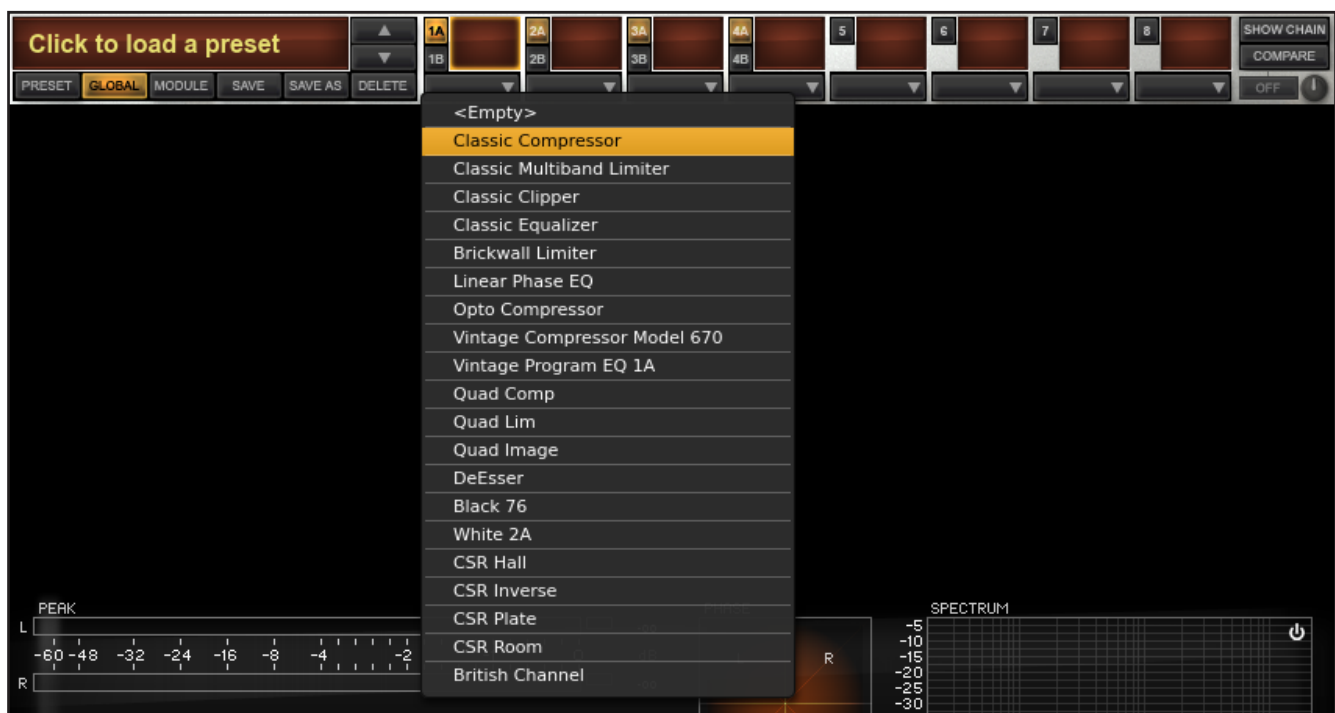 Click to load a preset
1A
1B
2A
2B
3A
3B
4A
4B
5
6
7
8
SHOW CHAIN
COMPARE
PRESET GLOBAL MODULE SAVE SAVE AS DELETE
OFF
<Empty>
Classic Compressor
Classic Multiband Limiter
Classic Clipper
Classic Equalizer
Brickwall Limiter
Linear Phase EQ
Opto Compressor
Vintage Compressor Model 670
Vintage Program EQ 1A
Quad Comp
Quad Lim
Quad Image
DeEsser
Black 76
White 2A
CSR Hall
CSR Inverse
CSR Plate
CSR Room
British Channel
PEAK
L
-60 -48 -32 -24 -16 -8 -4 -2
R
R
SPECTRUM
-5
-10
-15
-20
-25
-30